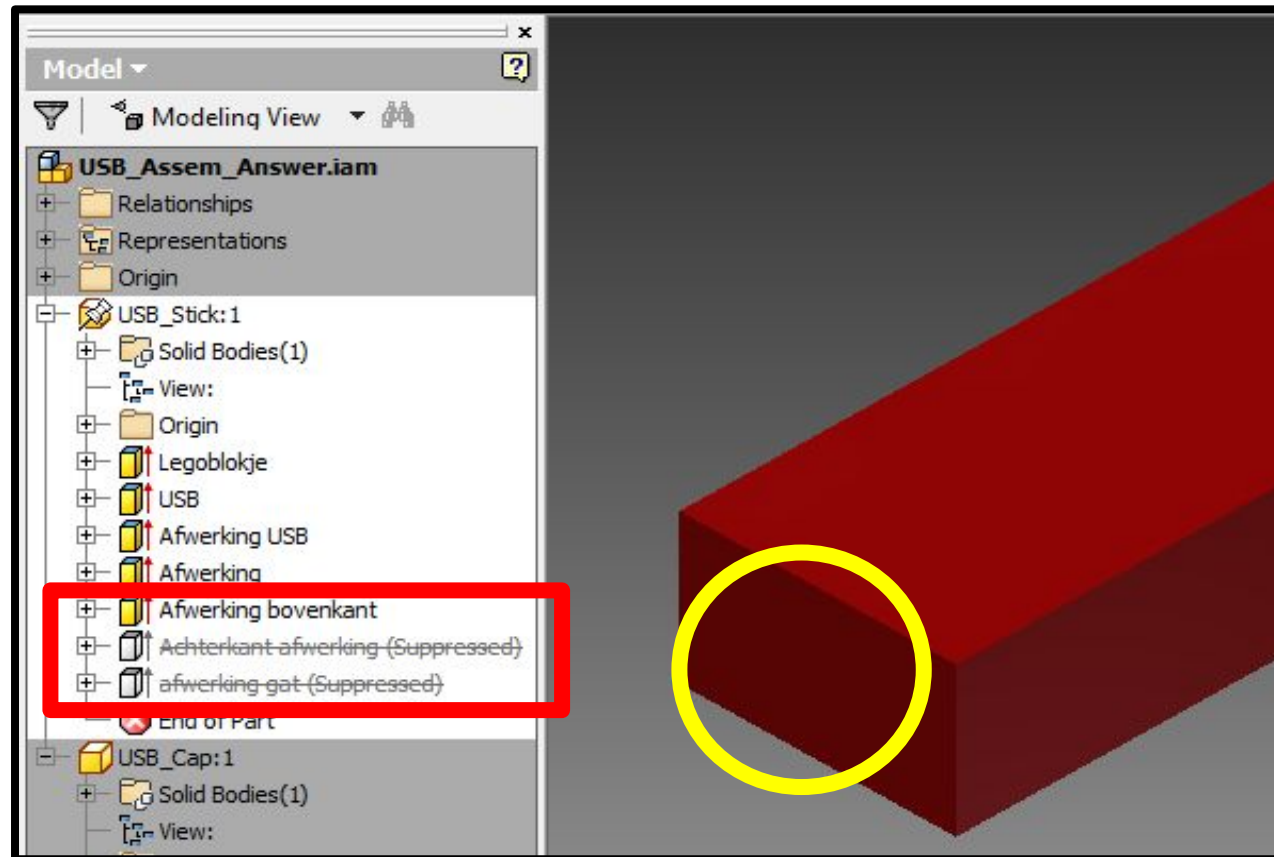 Model
Modeling View
USB_Assem_Answer.iam
Relationships
Representations
Origin
USB_Stick:1
Solid Bodies(1)
View:
Origin
Legoblokje
USB
Afwerking USB
Afwerking
Afwerking bovenkant
Achterkant afwerking (Suppressed)
afwerking gat (Suppressed)
End of Part
USB_Cap:1
Solid Bodies(1)
View: